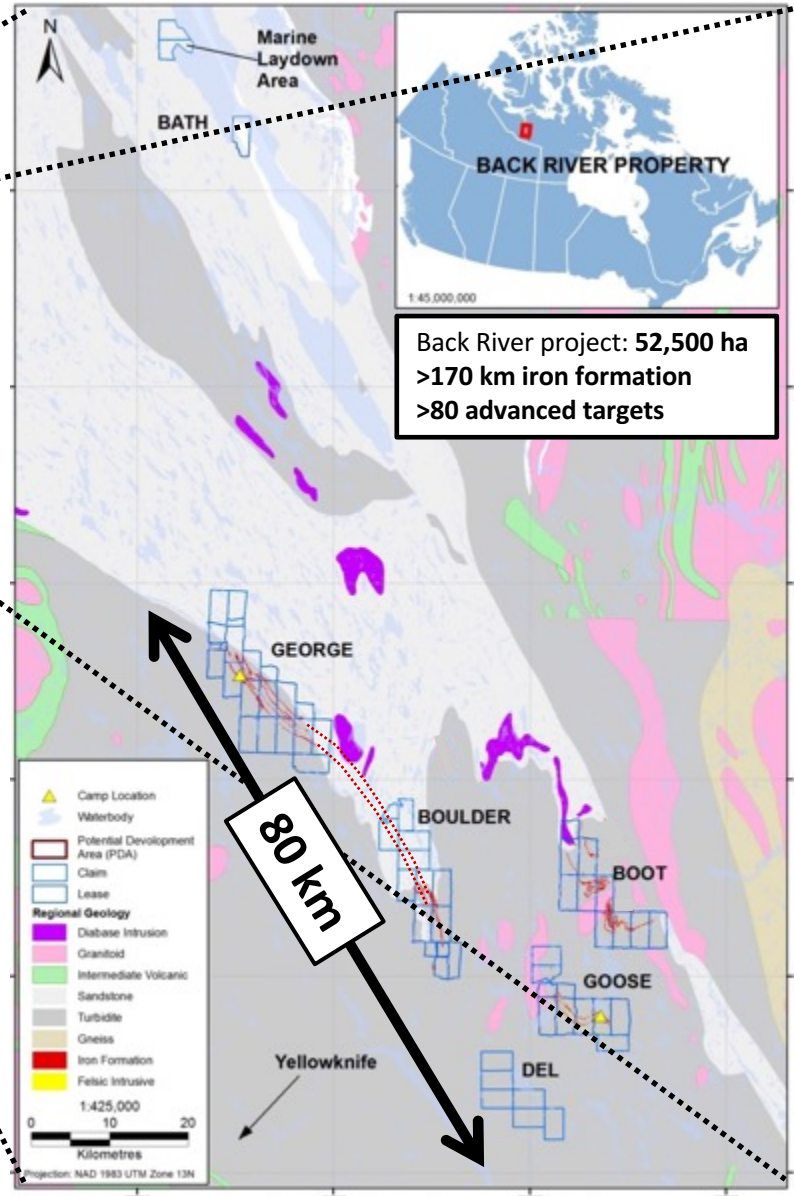 N
Marine
Laydown
Area
BATH
BACK RIVER PROPERTY
1:45,000,000
Back River project: 52,500 ha
>170 km iron formation
>80 advanced targets
GEORGE
BOULDER
BOOT
GOOSE
DEL
80 km
Yellowknife
Camp Location
Waterbody
Potential Development
Area (PDA)
Claim
Lease
Regional Geology
Diabase Intrusion
Granitoid
Intermediate Volcanic
Sandstone
Turbidite
Gneiss
Iron Formation
Felsic Intrusive
1:425,000
0 10 20
Kilometres
Projection: NAD 1983 UTM Zone 13N